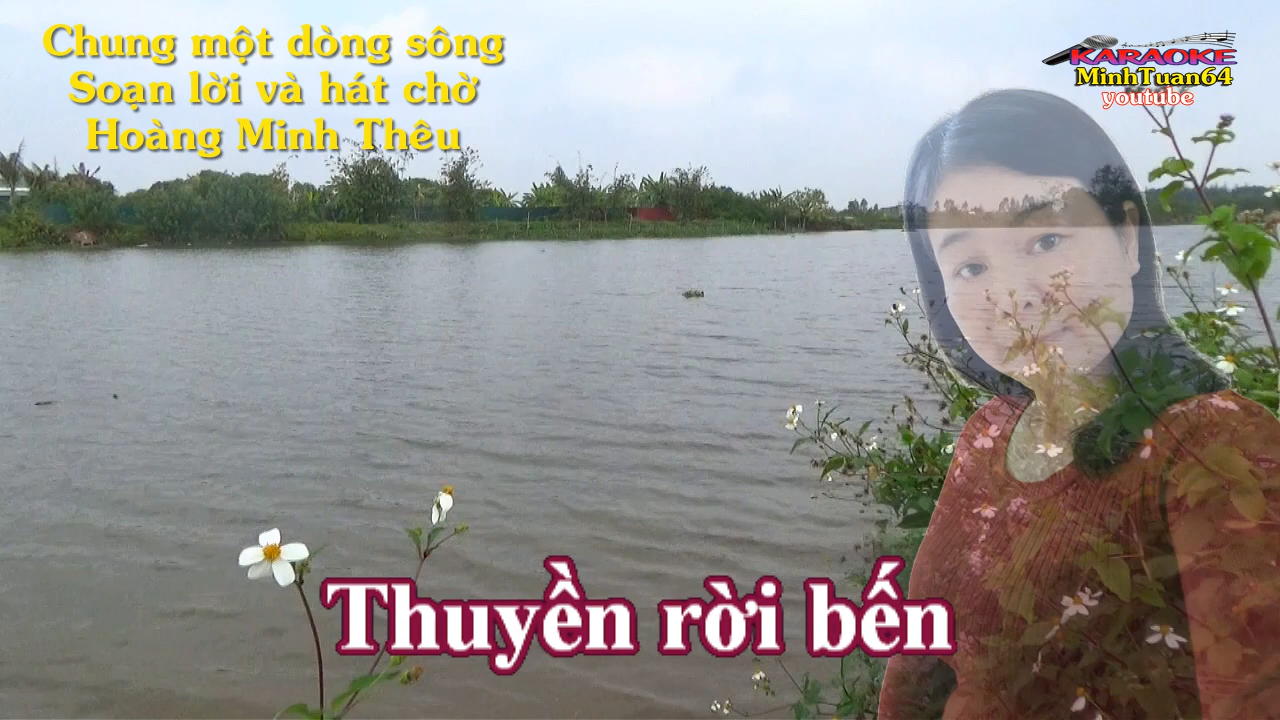 Chung một dòng sông
Soạn lời và hát chờ
Hoàng Minh Thêu
KARAOKE
MinhTuan64
youtube
Thuyền rời bến